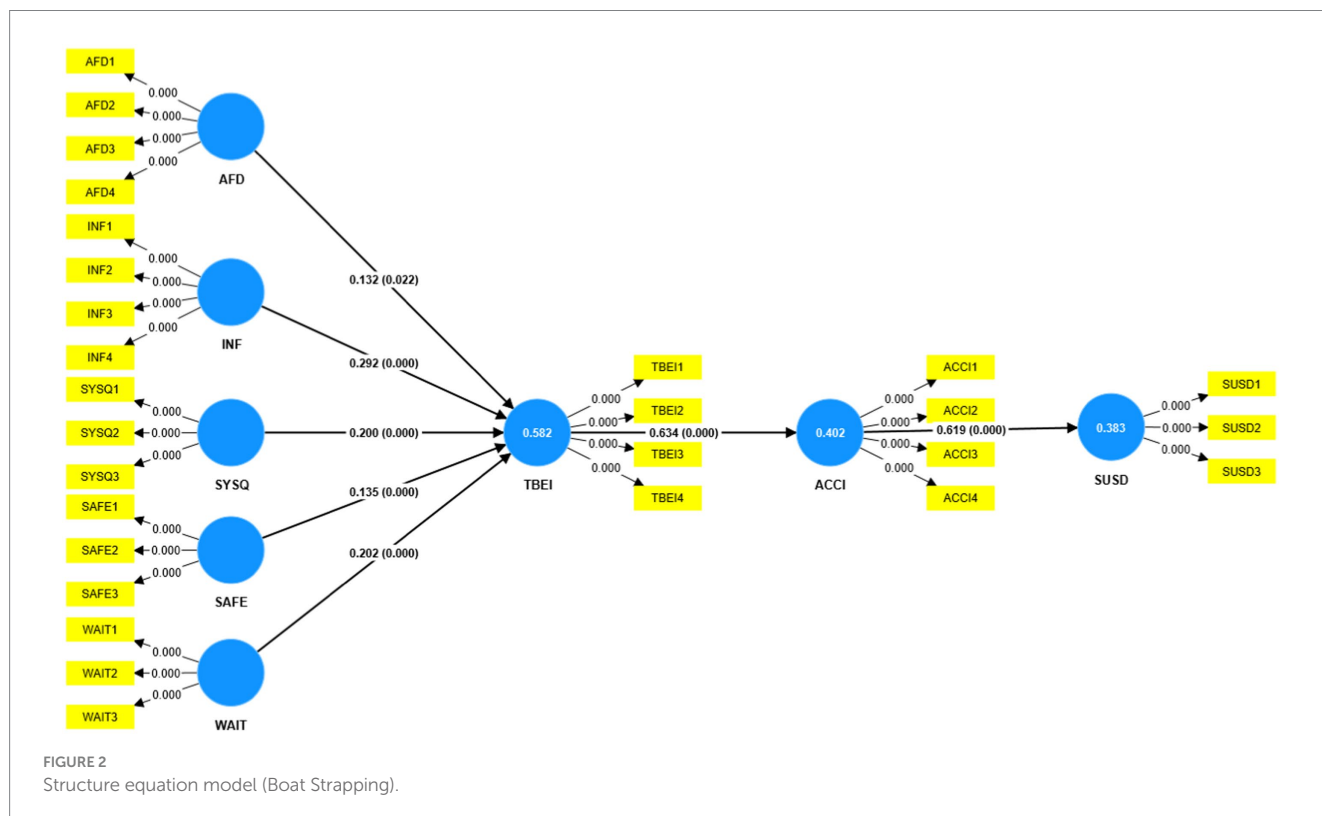 AFD1
0.000
AFD2
0.000
0.000
AFD3
0.000
AFD4
AFD
INF1
0.000
INF2
0.000
0.000
INF3
0.000
INF4
INF
SYSQ1
0.000
SYSQ2
0.000
0.000
SYSQ3
SYSQ
SAFE1
0.000
SAFE2
0.000
0.000
SAFE3
SAFE
WAIT1
0.000
WAIT2
0.000
0.000
WAIT3
WAIT
0.132 (0.022)
0.292 (0.000)
0.200 (0.000)
0.135 (0.000)
0.202 (0.000)
0.582
TBEI
TBEI1
0.000
TBEI2
0.000
0.634 (0.000)
0.000
TBEI3
0.000
TBEI4
0.402
ACCI
ACCI1
0.000
ACCI2
0.000
0.619 (0.000)
0.000
ACCI3
0.000
ACCI4
0.383
SUSD
SUSD1
0.000
SUSD2
0.000
0.000
SUSD3
FIGURE 2
Structure equation model (Boat Strapping).